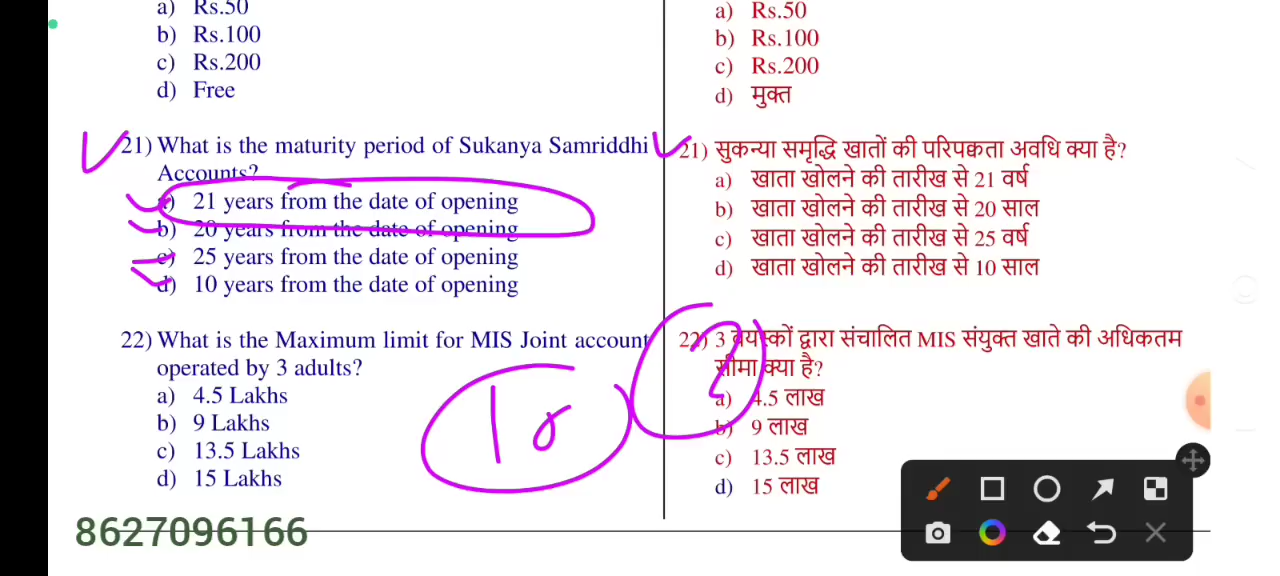 a) Rs.50
b) Rs.100
c) Rs.200
d) Free
21) What is the maturity period of Sukanya Samriddhi
Accounts?
a) 21 years from the date of opening
b) 20 years from the date of opening
c) 25 years from the date of opening
d) 10 years from the date of opening
22) What is the Maximum limit for MIS Joint account
operated by 3 adults?
a) 4.5 Lakhs
b) 9 Lakhs
c) 13.5 Lakhs
d) 15 Lakhs
8627096166
a) Rs.50
b) Rs.100
c) Rs.200
d) मुक्त
21) सुकन्या समृद्धि खातों की परिपक्वता अवधि क्या है?
a) खाता खोलने की तारीख से 21 वर्ष
b) खाता खोलने की तारीख से 20 साल
c) खाता खोलने की तारीख से 25 वर्ष
d) खाता खोलने की तारीख से 10 साल
22) 3 वयस्कों द्वारा संचालित MIS संयुक्त खाते की अधिकतम
सीमा क्या है?
a) 4.5 लाख
b) 9 लाख
c) 13.5 लाख
d) 15 लाख